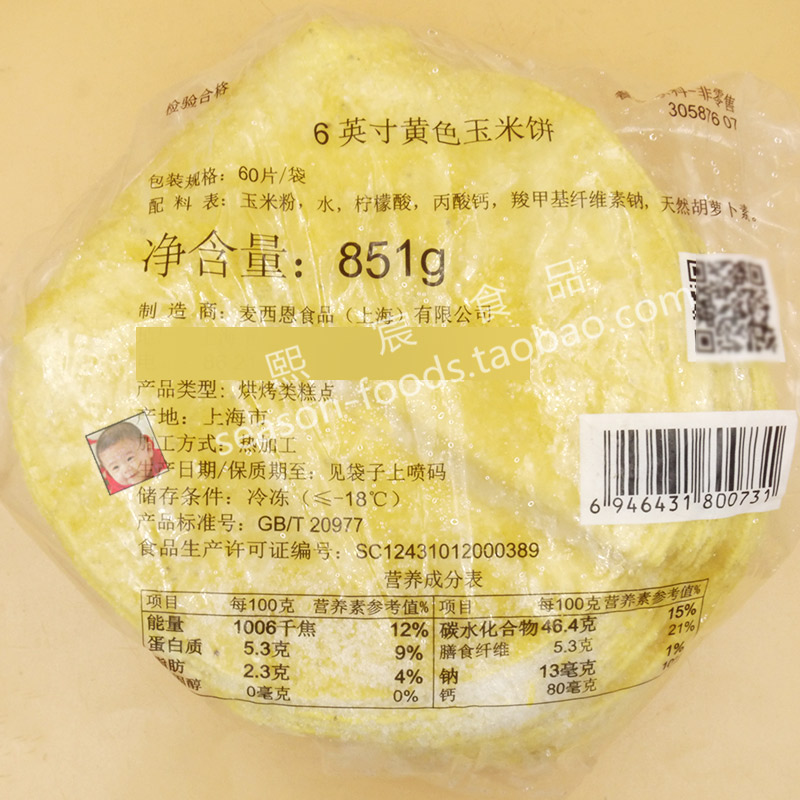 检验合格
非零售
305876 07
6英寸黄色玉米饼
包装规格：60片/袋
配料表：玉米粉，水，柠檬酸，丙酸钙，羧甲基纤维素钠，天然胡萝卜素。
净含量：851g
制造商：麦西恩食品（上海）有限公司
熙晨食品
season-foods.taobao.com
产品类型：烘烤类糕点
产地：上海市
加工方式：热加工
生产日期/保质期至：见袋子上喷码
储存条件：冷冻（≤-18℃）
产品标准号：GB/T 20977
食品生产许可证编号：SC12431012000389
6 946431 800731
营养成分表
项目 每100克 营养素参考值% 项目 每100克 营养素参考值%
能量 1006千焦 12% 碳水化合物 46.4克 15%
蛋白质 5.3克 9% 膳食纤维 5.3克 21%
脂肪 2.3克 4% 钠 13毫克 1%
0毫克 0% 钙 80毫克